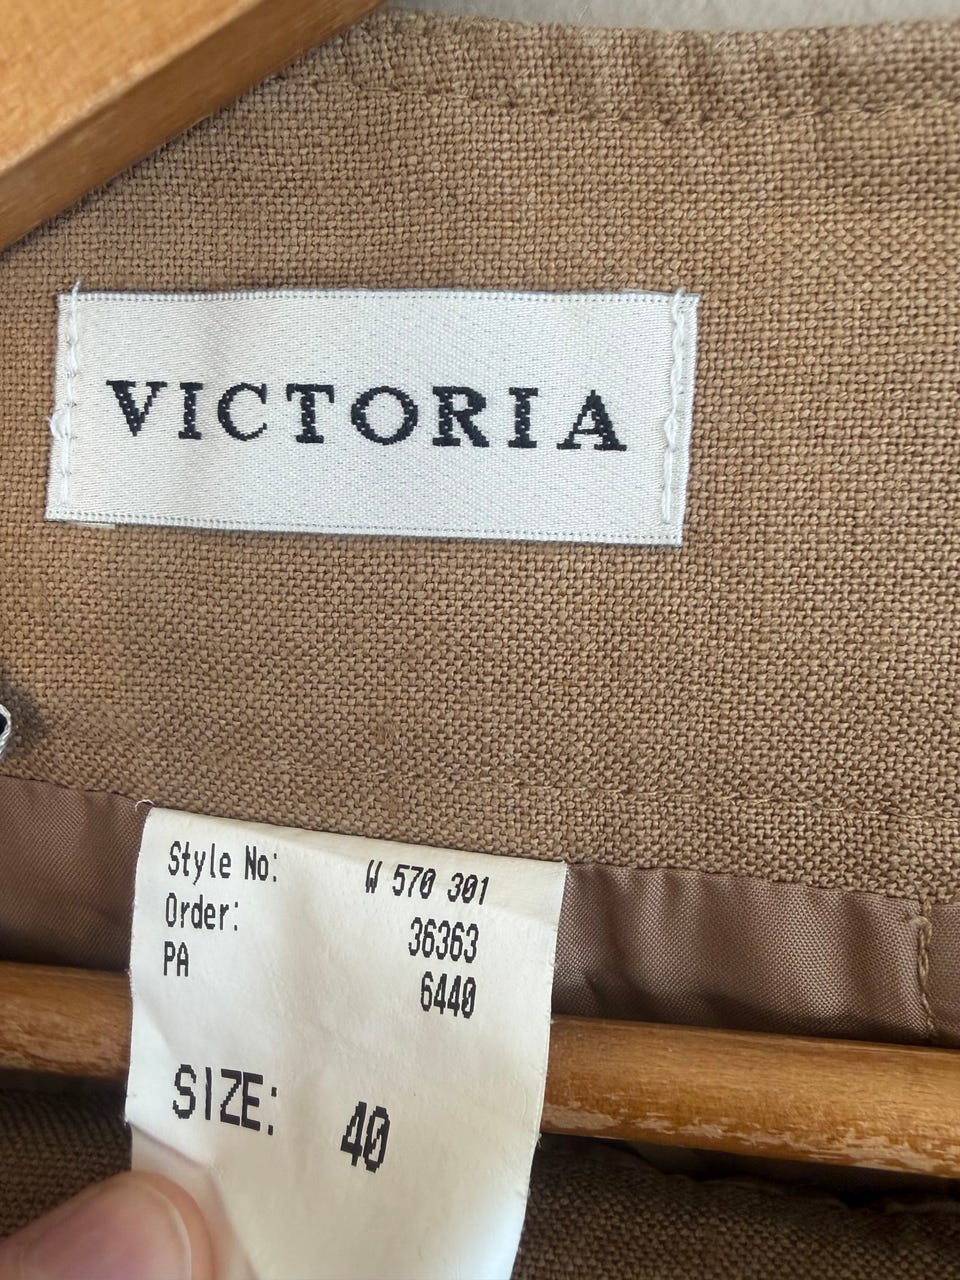 VICTORIA
Style No: W 570 301
Order: 36363
PA 6440
SIZE: 40